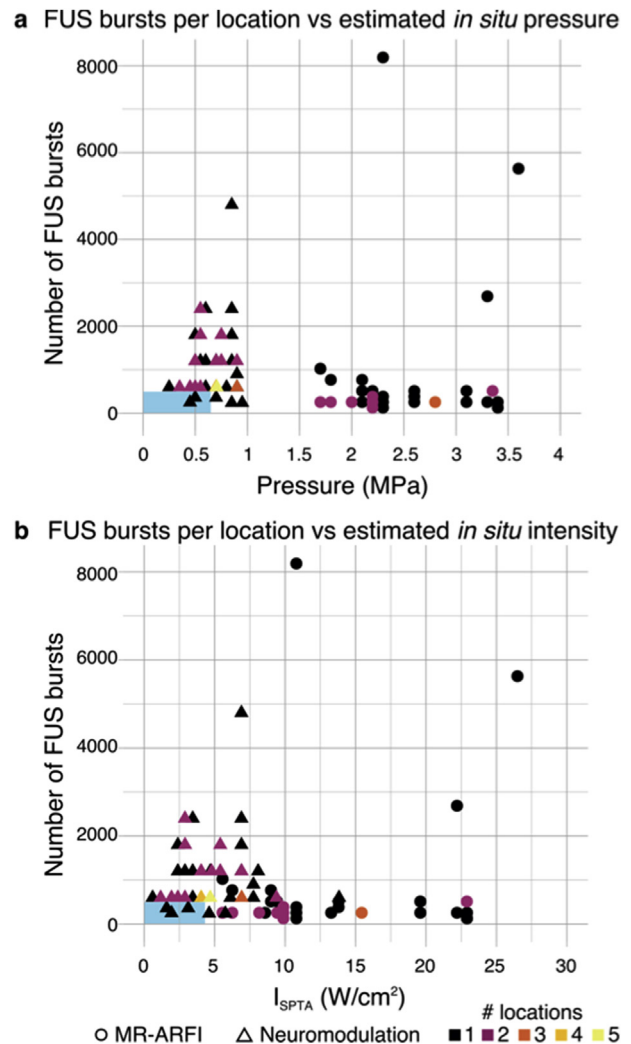 a FUS bursts per location vs estimated in situ pressure
Number of FUS bursts
8000
6000
4000
2000
0
0 0.5 1 1.5 2 2.5 3 3.5 4
Pressure (MPa)
b FUS bursts per location vs estimated in situ intensity
Number of FUS bursts
8000
6000
4000
2000
0
0 5 10 15 20 25 30
I_SPTA (W/cm²)
# locations
MR-ARFI Neuromodulation 1 2 3 4 5